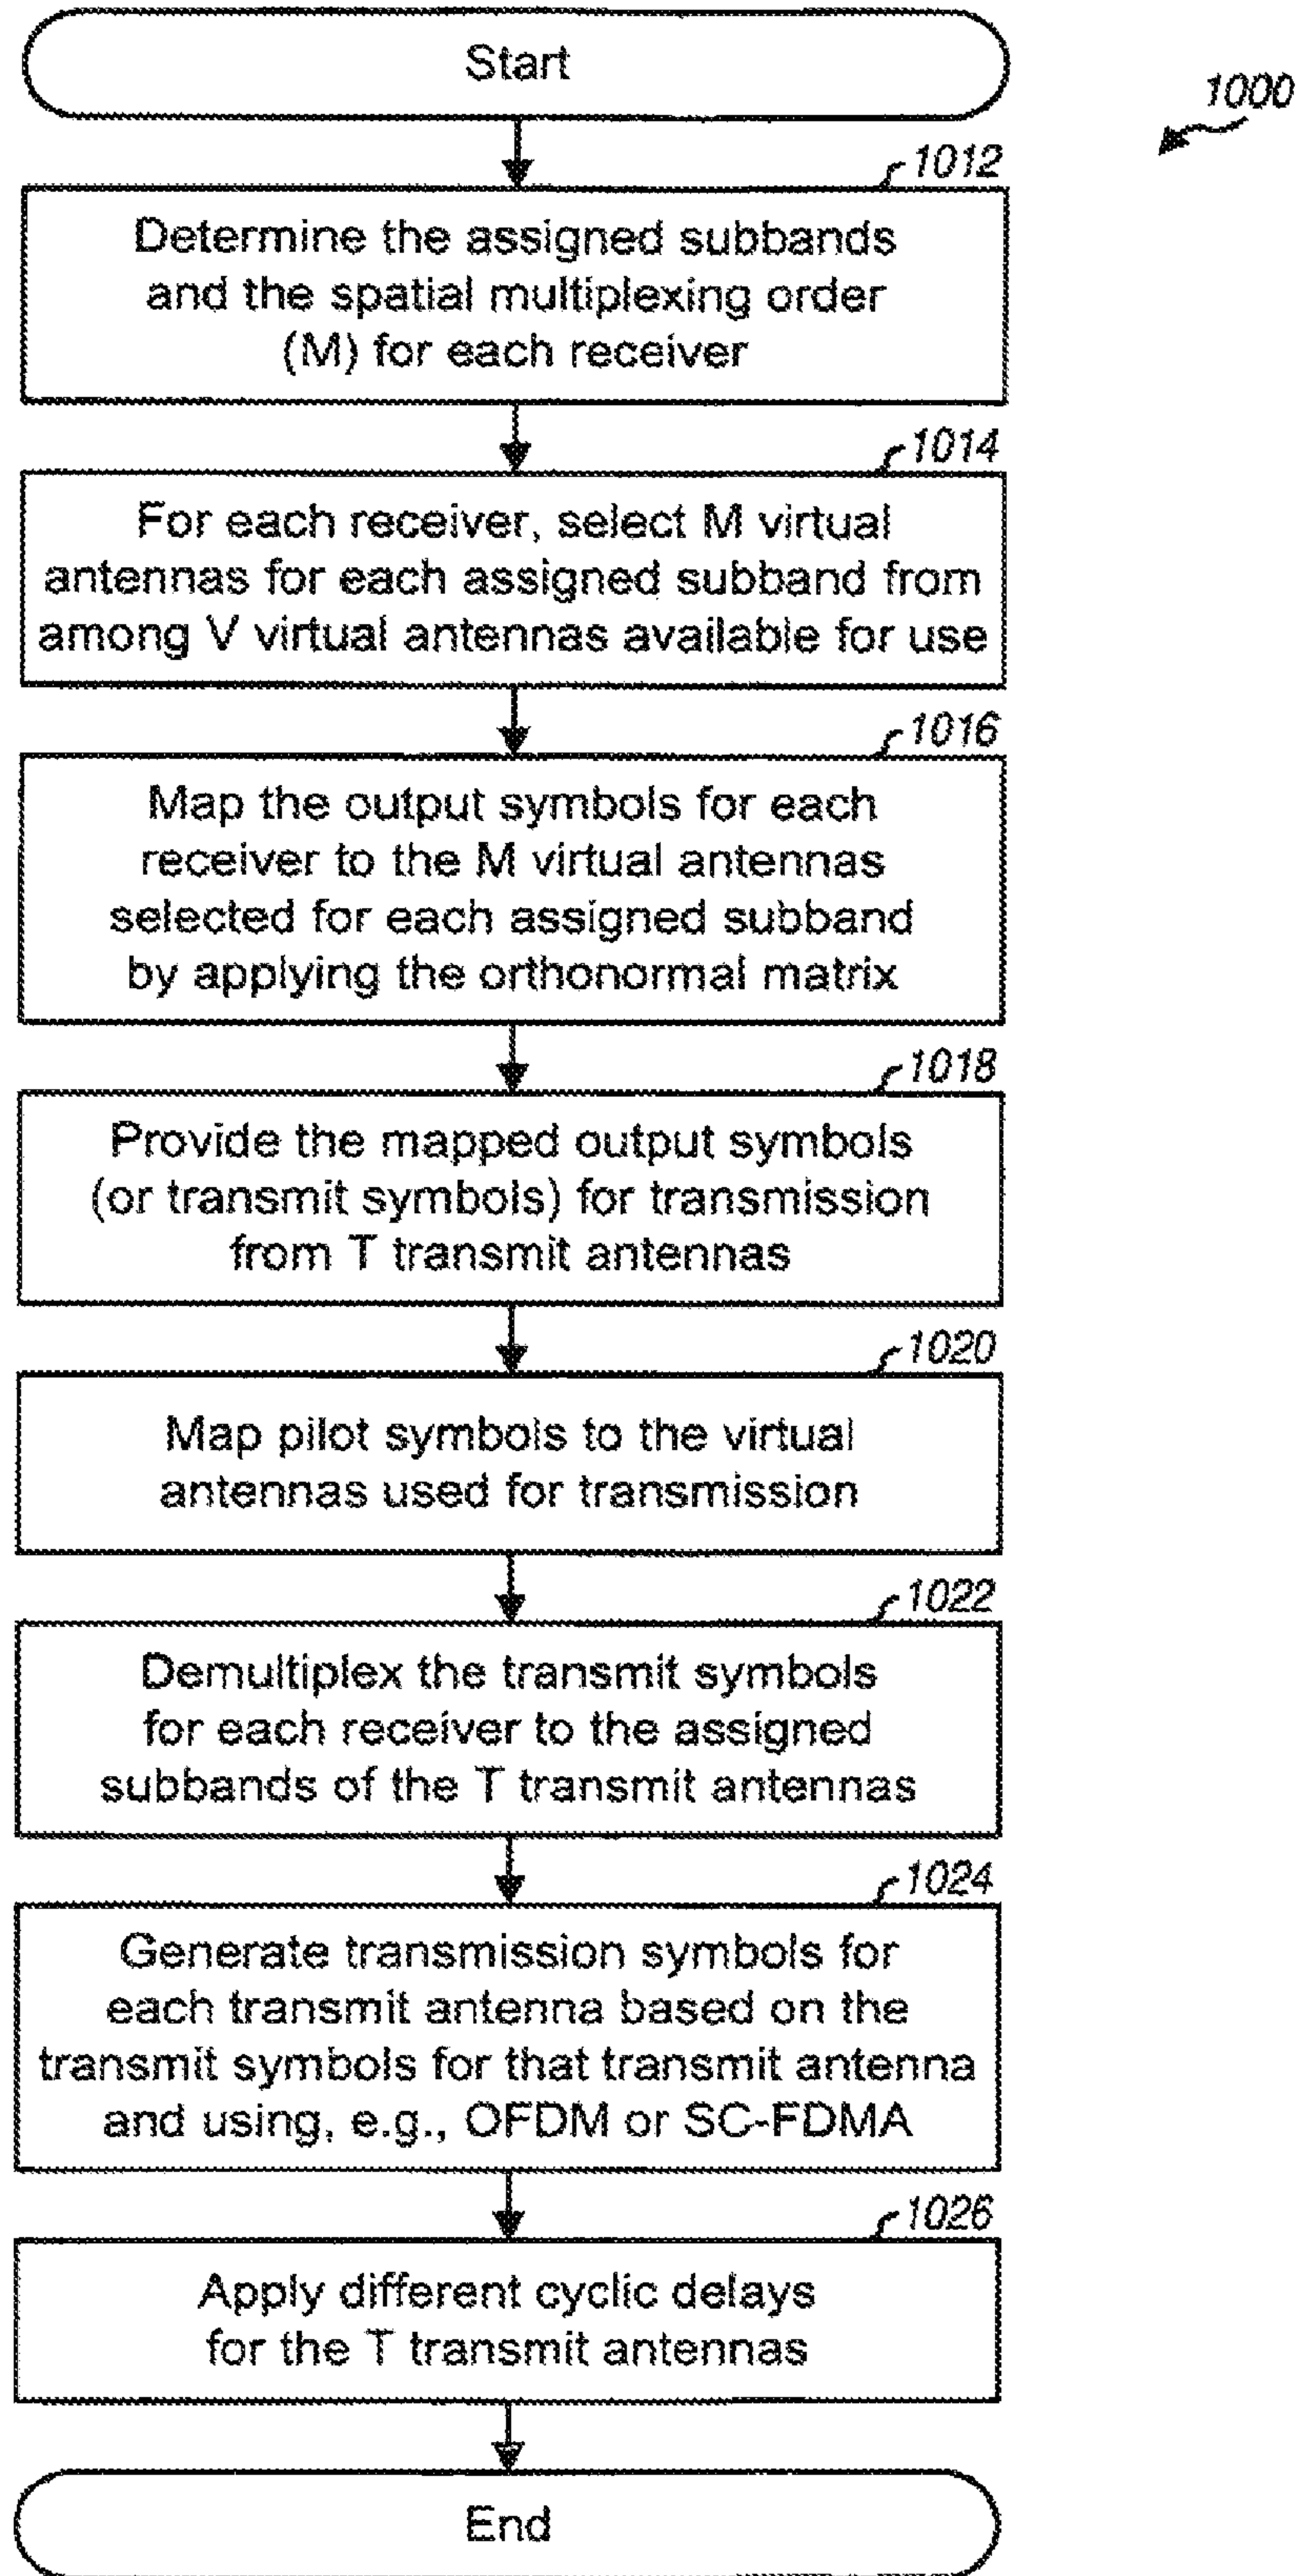 Start
1000
1012
Determine the assigned subbands
and the spatial multiplexing order
(M) for each receiver
1014
For each receiver, select M virtual
antennas for each assigned subband from
among V virtual antennas available for use
1016
Map the output symbols for each
receiver to the M virtual antennas
selected for each assigned subband
by applying the orthonormal matrix
1018
Provide the mapped output symbols
(or transmit symbols) for transmission
from T transmit antennas
1020
Map pilot symbols to the virtual
antennas used for transmission
1022
Demultiplex the transmit symbols
for each receiver to the assigned
subbands of the T transmit antennas
1024
Generate transmission symbols for
each transmit antenna based on the
transmit symbols for that transmit antenna
and using, e.g., OFDM or SC-FDMA
1026
Apply different cyclic delays
for the T transmit antennas
End